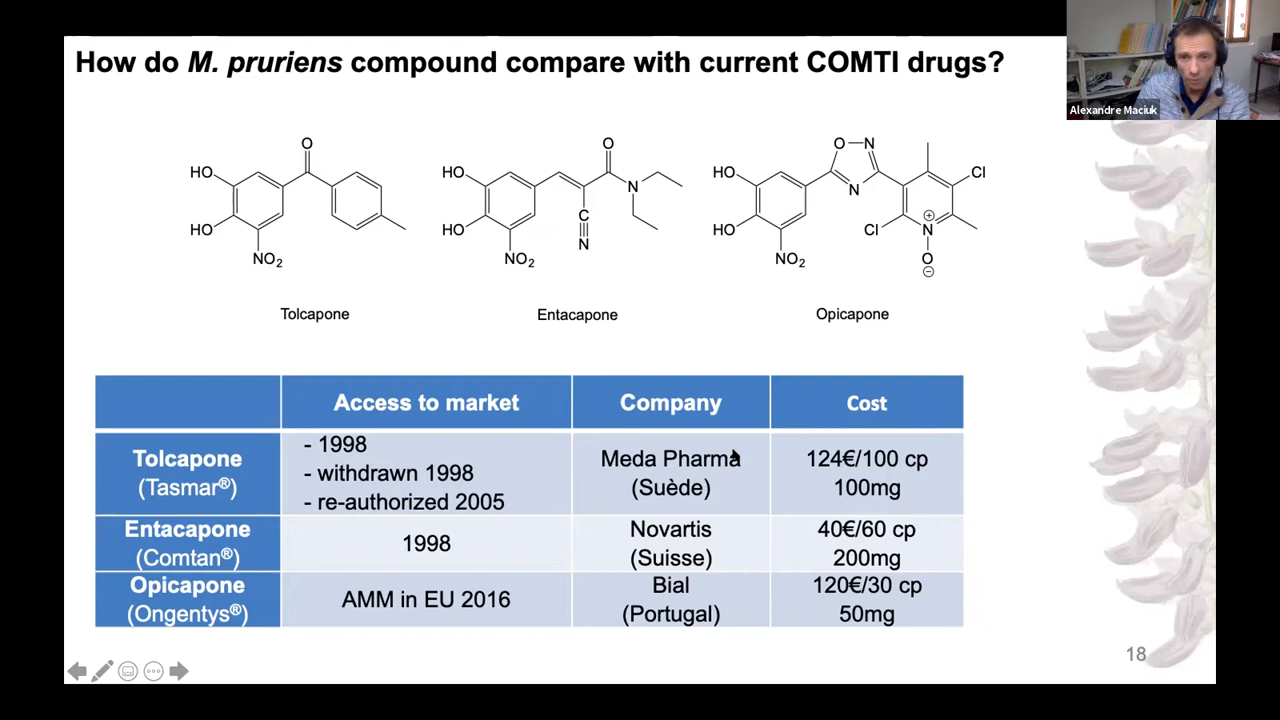 How do M. pruriens compound compare with current COMTI drugs?
Alexandre Maciuk
O
HO
HO
NO2
O
HO
HO
N
C
N
NO2
O
N
N
HO
HO
NO2
Cl
Cl
N
+
O
−
Tolcapone
Entacapone
Opicapone
Access to market
Company
Cost
Tolcapone
(Tasmar®)
- 1998
- withdrawn 1998
- re-authorized 2005
Meda Pharma
(Suède)
124€/100 cp
100mg
Entacapone
(Comtan®)
1998
Novartis
(Suisse)
40€/60 cp
200mg
Opicapone
(Ongentys®)
AMM in EU 2016
Bial
(Portugal)
120€/30 cp
50mg
18